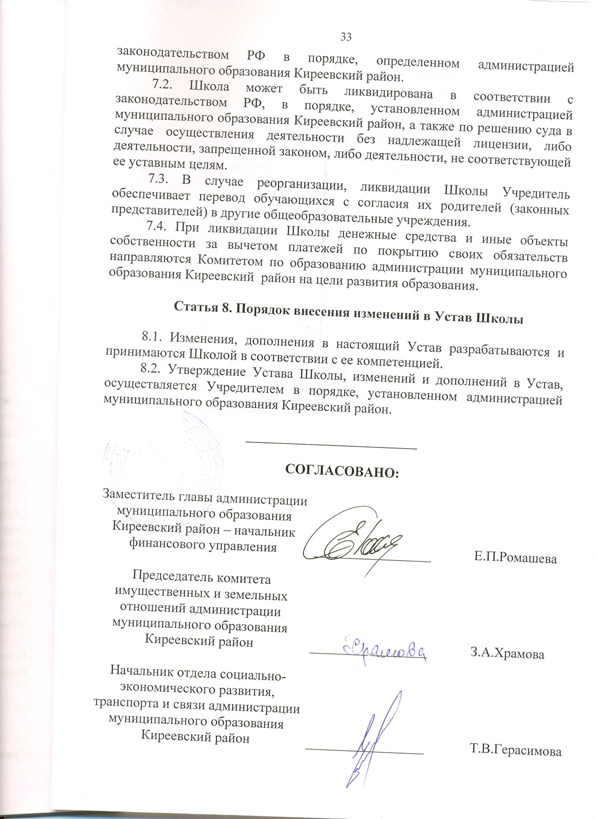 33
законодательством РФ в порядке, определенном администрацией
муниципального образования Киреевский район.
7.2. Школа может быть ликвидирована в соответствии с
законодательством РФ, в порядке, установленном администрацией
муниципального образования Киреевский район, а также по решению суда в
случае осуществления деятельности без надлежащей лицензии, либо
деятельности, запрещенной законом, либо деятельности, не соответствующей
ее уставным целям.
7.3. В случае реорганизации, ликвидации Школы Учредитель
обеспечивает перевод обучающихся с согласия их родителей (законных
представителей) в другие общеобразовательные учреждения.
7.4. При ликвидации Школы денежные средства и иные объекты
собственности за вычетом платежей по покрытию своих обязательств
направляются Комитетом по образованию администрации муниципального
образования Киреевский район на цели развития образования.
Статья 8. Порядок внесения изменений в Устав Школы
8.1. Изменения, дополнения в настоящий Устав разрабатываются и
принимаются Школой в соответствии с ее компетенцией.
8.2. Утверждение Устава Школы, изменений и дополнений в Устав,
осуществляется Учредителем в порядке, установленном администрацией
муниципального образования Киреевский район.
СОГЛАСОВАНО:
Заместитель главы администрации
муниципального образования
Киреевский район – начальник
финансового управления
Е.П.Ромашева
Председатель комитета
имущественных и земельных
отношений администрации
муниципального образования
Киреевский район
Храмова
З.А.Храмова
Начальник отдела социально-
экономического развития,
транспорта и связи администрации
муниципального образования
Киреевский район
Т.В.Герасимова